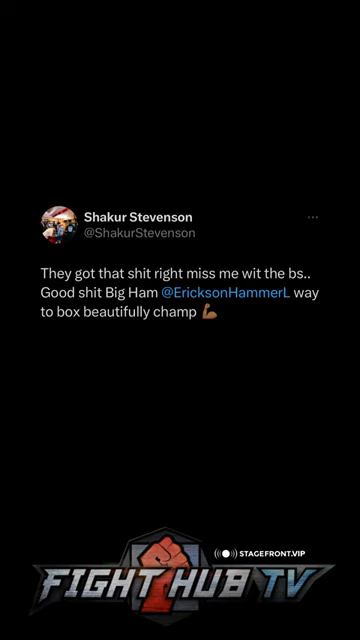 Shakur Stevenson
@ShakurStevenson
They got that shit right miss me wit the bs..
Good shit Big Ham @EricksonHammerL way
to box beautifully champ 💪🏾
STAGEFRONT.VIP
FIGHT HUB TV